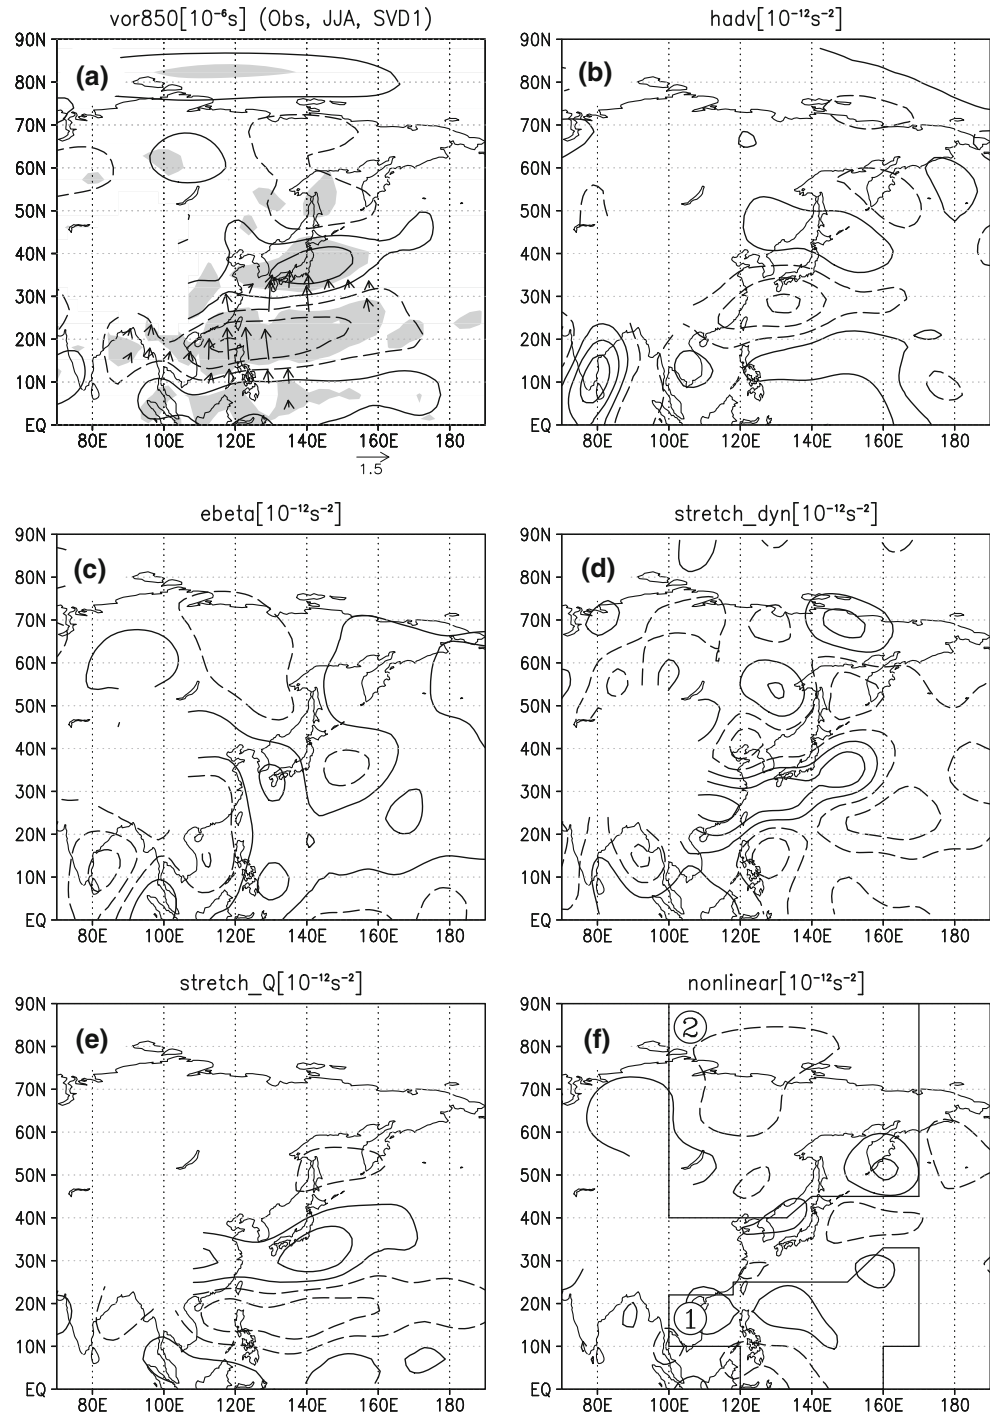 vor850[10⁻⁶s] (Obs, JJA, SVD1)
hadv[10⁻¹²s⁻²]
(a)
(b)
90N 90N
80N 80N
70N 70N
60N 60N
50N 50N
40N 40N
30N 30N
20N 20N
10N 10N
EQ EQ
80E 100E 120E 140E 160E 180
80E 100E 120E 140E 160E 180
1.5
ebeta[10⁻¹²s⁻²]
stretch_dyn[10⁻¹²s⁻²]
(c)
(d)
90N 90N
80N 80N
70N 70N
60N 60N
50N 50N
40N 40N
30N 30N
20N 20N
10N 10N
EQ EQ
80E 100E 120E 140E 160E 180
80E 100E 120E 140E 160E 180
stretch_Q[10⁻¹²s⁻²]
nonlinear[10⁻¹²s⁻²]
(e)
(f)
②
①
90N 90N
80N 80N
70N 70N
60N 60N
50N 50N
40N 40N
30N 30N
20N 20N
10N 10N
EQ EQ
80E 100E 120E 140E 160E 180
80E 100E 120E 140E 160E 180